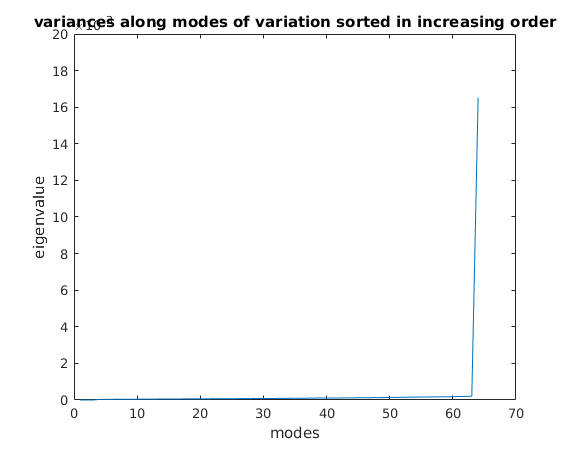 variances along modes of variation sorted in increasing order
20
18
16
14
12
10
8
6
4
2
0
eigenvalue
0 10 20 30 40 50 60 70
modes